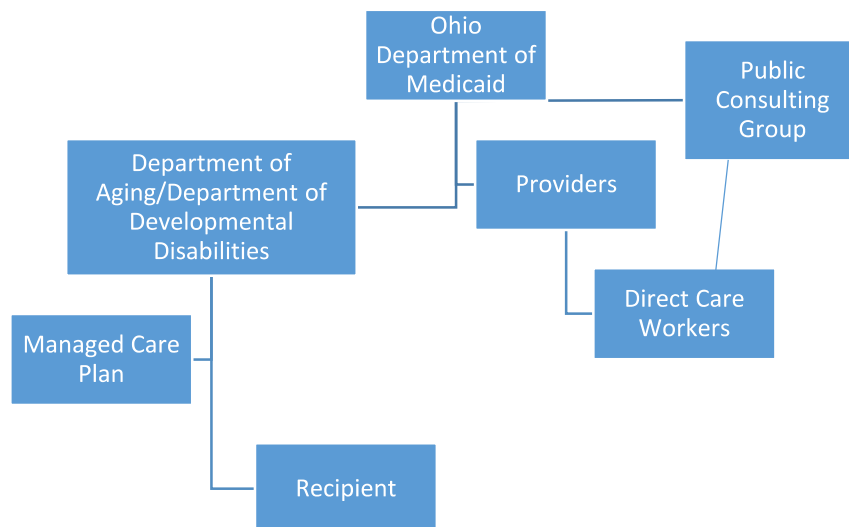 Ohio
Department of
Medicaid
Public
Consulting
Group
Department of
Aging/Department of
Developmental
Disabilities
Providers
Direct Care
Workers
Managed Care
Plan
Recipient